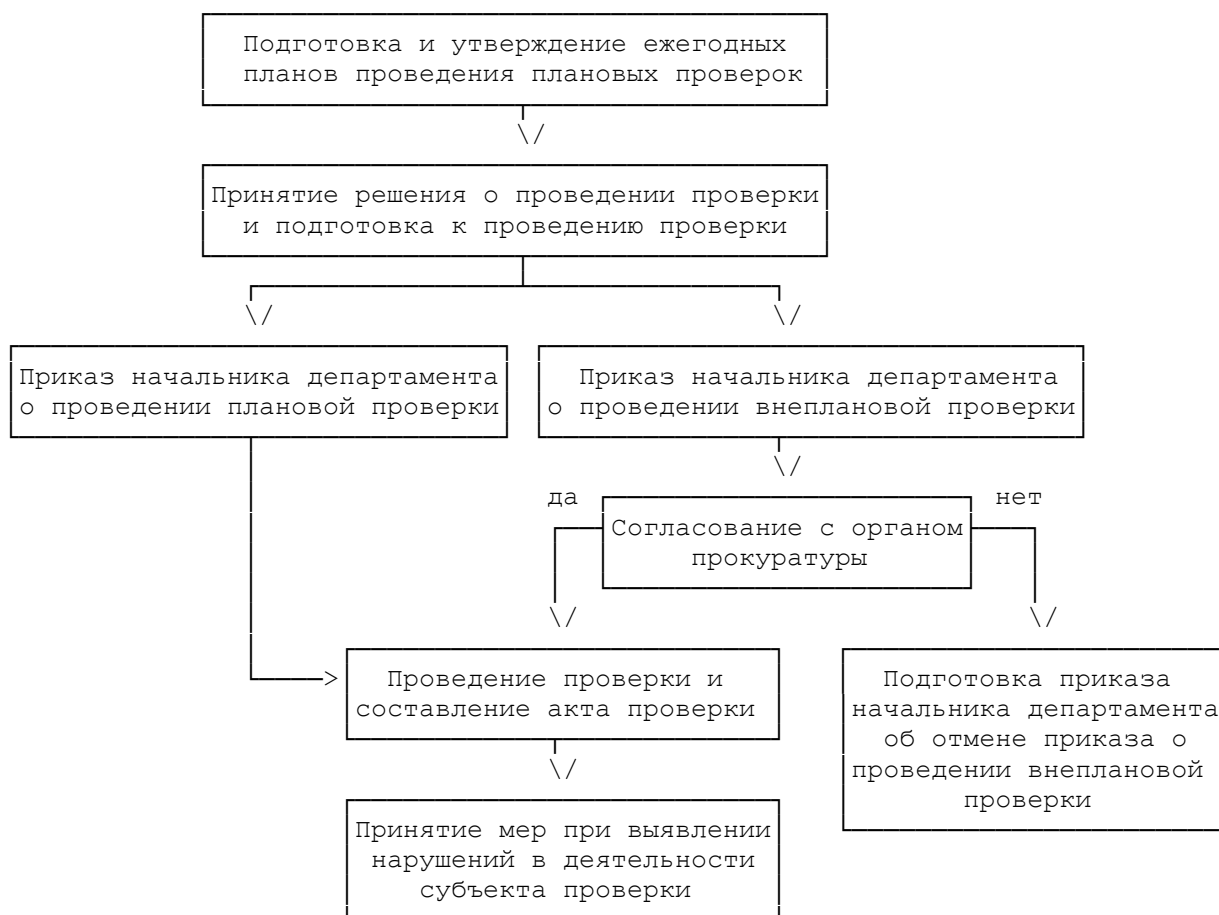 Подготовка и утверждение ежегодных
планов проведения плановых проверок
Принятие решения о проведении проверки
и подготовка к проведению проверки
Приказ начальника департамента
о проведении плановой проверки
Приказ начальника департамента
о проведении внеплановой проверки
да
нет
Согласование с органом
прокуратуры
Проведение проверки и
составление акта проверки
Подготовка приказа
начальника департамента
об отмене приказа о
проведении внеплановой
проверки
Принятие мер при выявлении
нарушений в деятельности
субъекта проверки